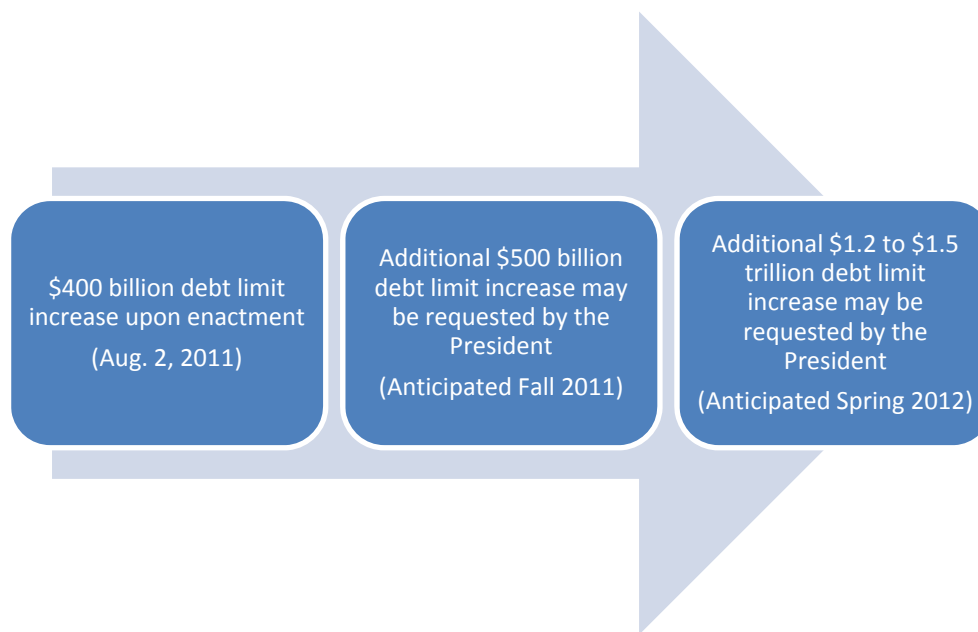 $400 billion debt limit
increase upon enactment
(Aug. 2, 2011)
Additional $500 billion
debt limit increase may
be requested by the
President
(Anticipated Fall 2011)
Additional $1.2 to $1.5
trillion debt limit
increase may be
requested by the
President
(Anticipated Spring 2012)